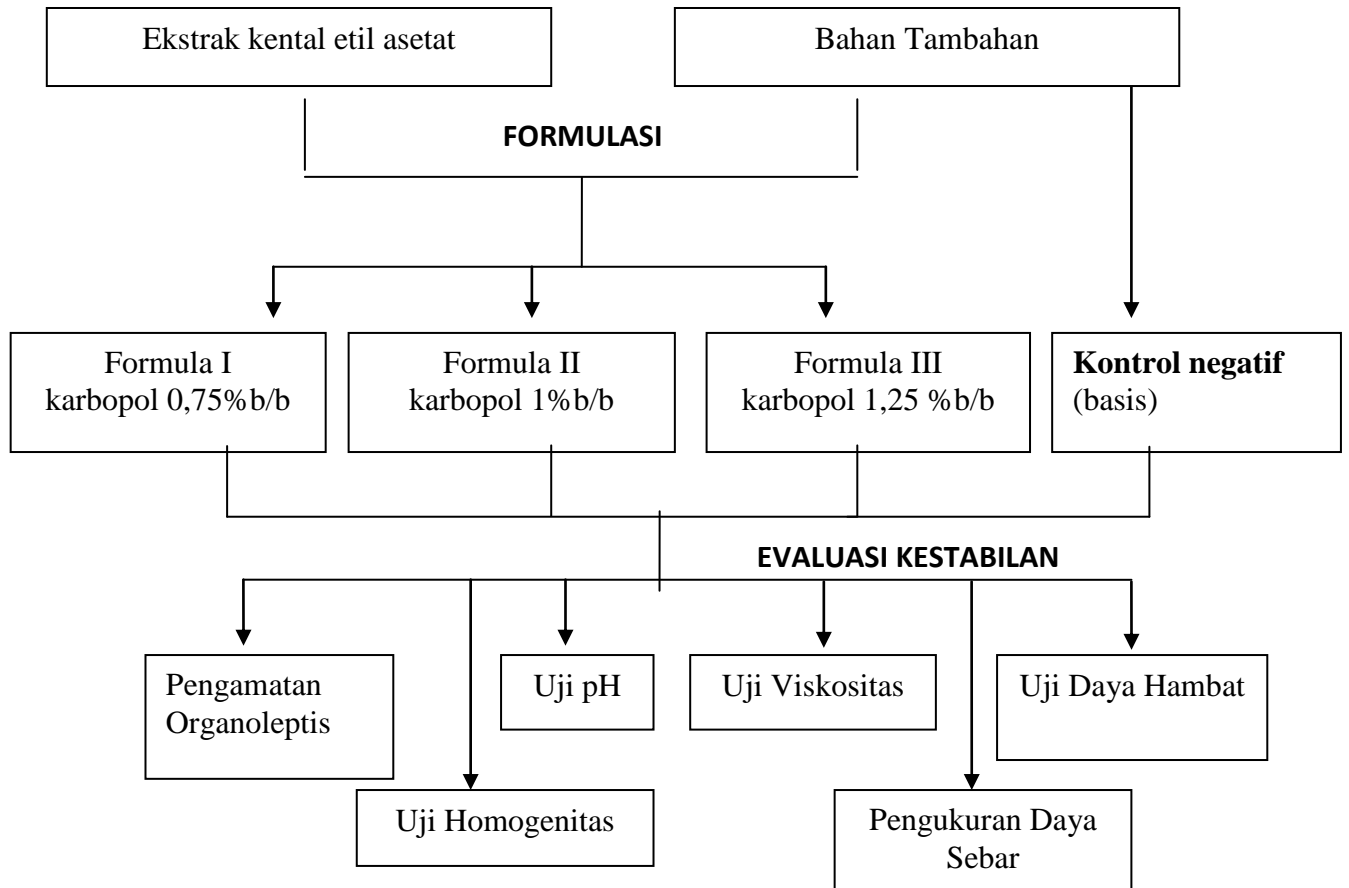 Ekstrak kental etil asetat
Bahan Tambahan
FORMULASI
Formula I
karbopol 0,75%b/b
Formula II
karbopol 1%b/b
Formula III
karbopol 1,25 %b/b
Kontrol negatif
(basis)
EVALUASI KESTABILAN
Pengamatan
Organoleptis
Uji pH
Uji Viskositas
Uji Daya Hambat
Uji Homogenitas
Pengukuran Daya
Sebar